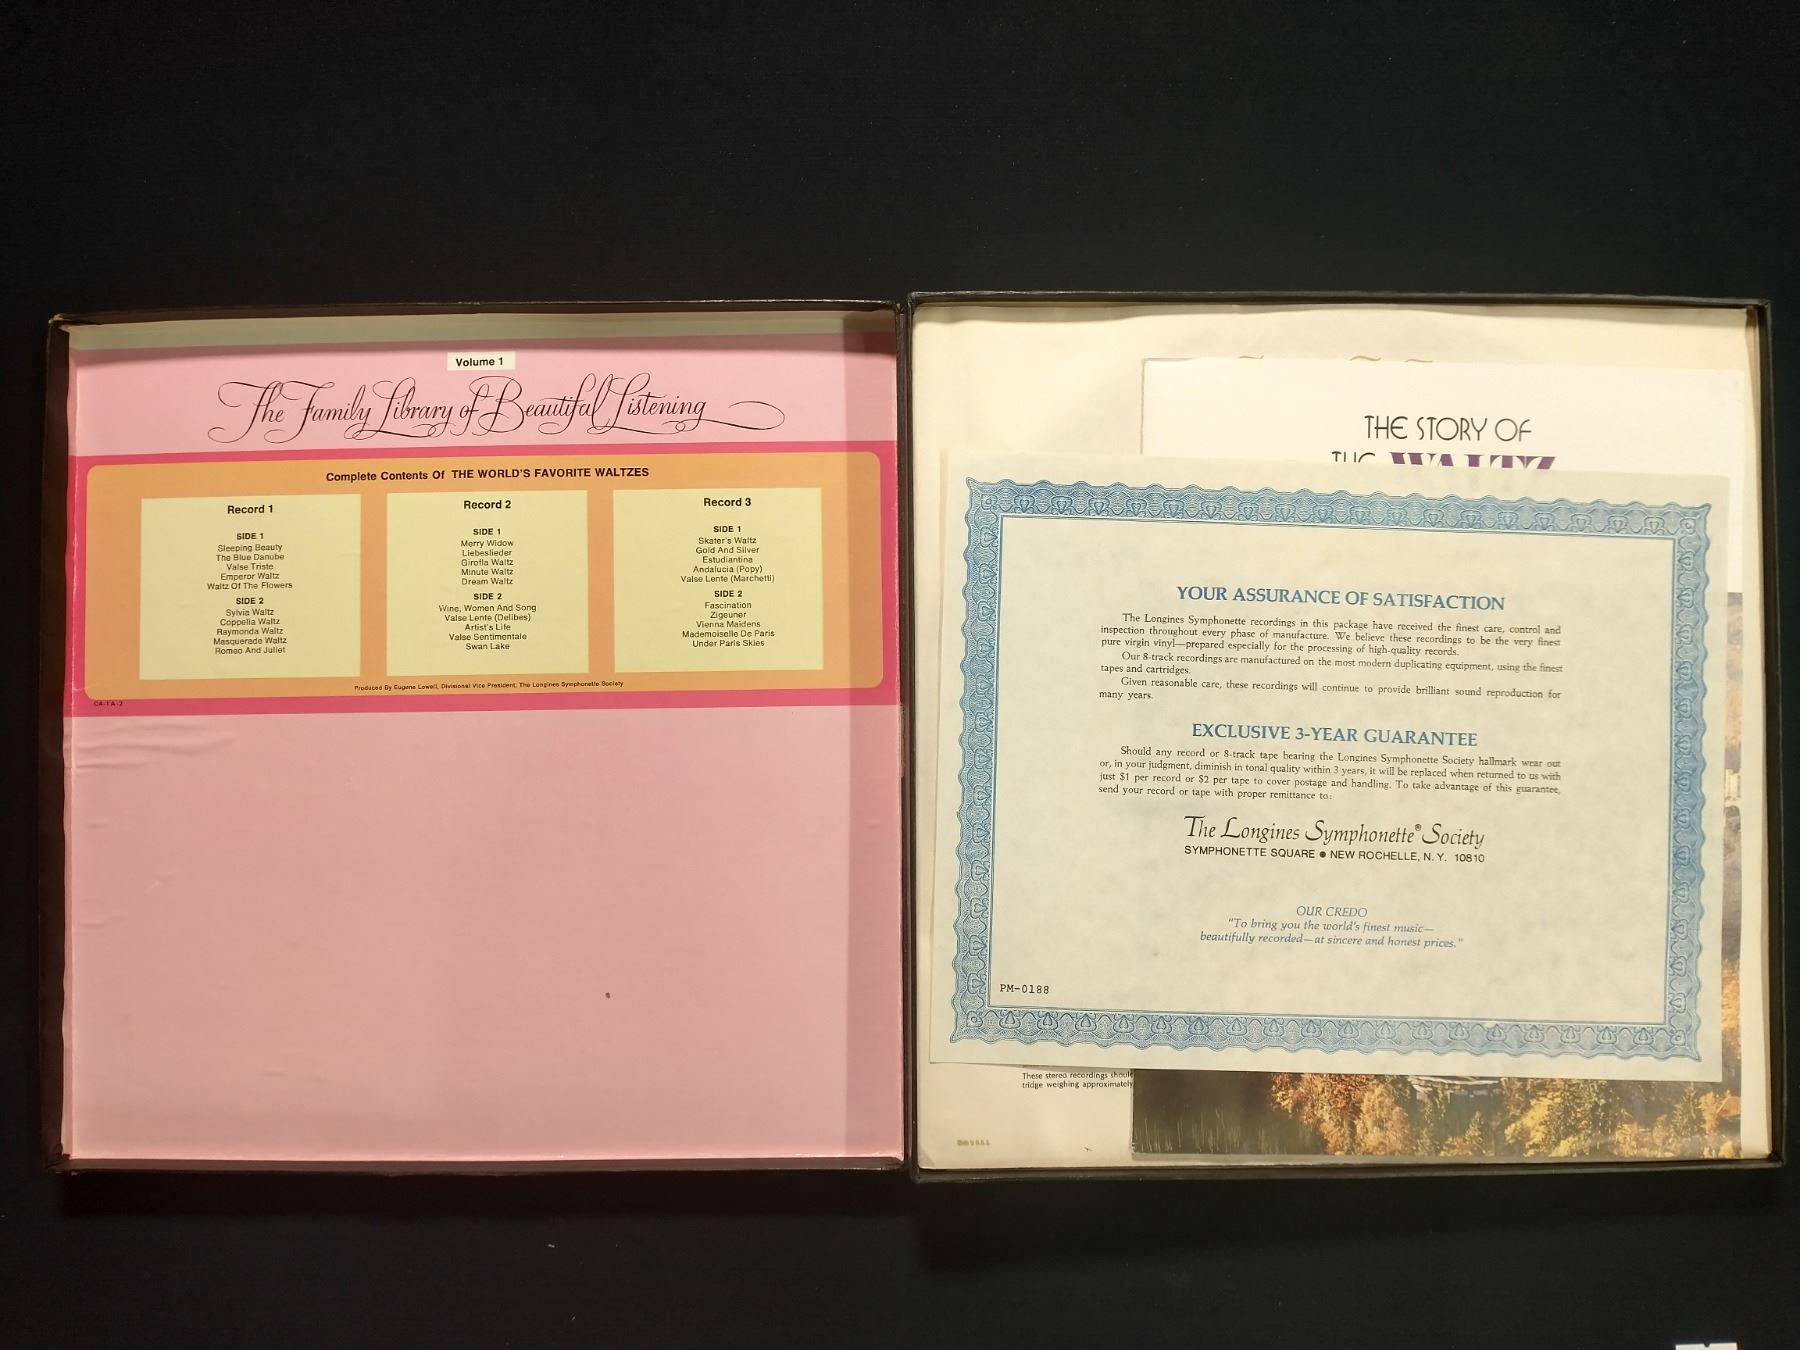 Volume 1
The Family Library of Beautiful Listening
Complete Contents Of THE WORLD'S FAVORITE WALTZES
Record 1
SIDE 1
Sleeping Beauty
The Blue Danube
Valse Triste
Emperor Waltz
Waltz Of The Flowers
SIDE 2
Sylvia Waltz
Coppelia Waltz
Raymonda Waltz
Masquerade Waltz
Romeo And Juliet
Record 2
SIDE 1
Merry Widow
Liebeslieder
Girofla Waltz
Minute Waltz
Dream Waltz
SIDE 2
Wine, Women And Song
Valse Lente (Delibes)
Artist's Life
Valse Sentimentale
Swan Lake
Record 3
SIDE 1
Skater's Waltz
Gold And Silver
Estudiantina
Andalucia (Popy)
Valse Lente (Marchetti)
SIDE 2
Fascination
Zigeuner
Vienna Maidens
Mademoiselle De Paris
Under Paris Skies
Produced By Eugene Lowell, Divisional Vice President, The Longines Symphonette Society
CA-1A-2
THE STORY OF
THE WALTZ
YOUR ASSURANCE OF SATISFACTION
The Longines Symphonette recordings in this package have received the finest care, control and
inspection throughout every phase of manufacture. We believe these recordings to be the very finest
pure virgin vinyl—prepared especially for the processing of high-quality records.
Our 8-track recordings are manufactured on the most modern duplicating equipment, using the finest
tapes and cartridges.
Given reasonable care, these recordings will continue to provide brilliant sound reproduction for
many years.
EXCLUSIVE 3-YEAR GUARANTEE
Should any record or 8-track tape bearing the Longines Symphonette Society hallmark wear out
or, in your judgment, diminish in tonal quality within 3 years, it will be replaced when returned to us with
just $1 per record or $2 per tape to cover postage and handling. To take advantage of this guarantee,
send your record or tape with proper remittance to:
The Longines Symphonette® Society
SYMPHONETTE SQUARE ● NEW ROCHELLE, N. Y. 10810
OUR CREDO
"To bring you the world's finest music—
beautifully recorded—at sincere and honest prices."
PM-0188
These stereo recordings should
tridge weighing approximately